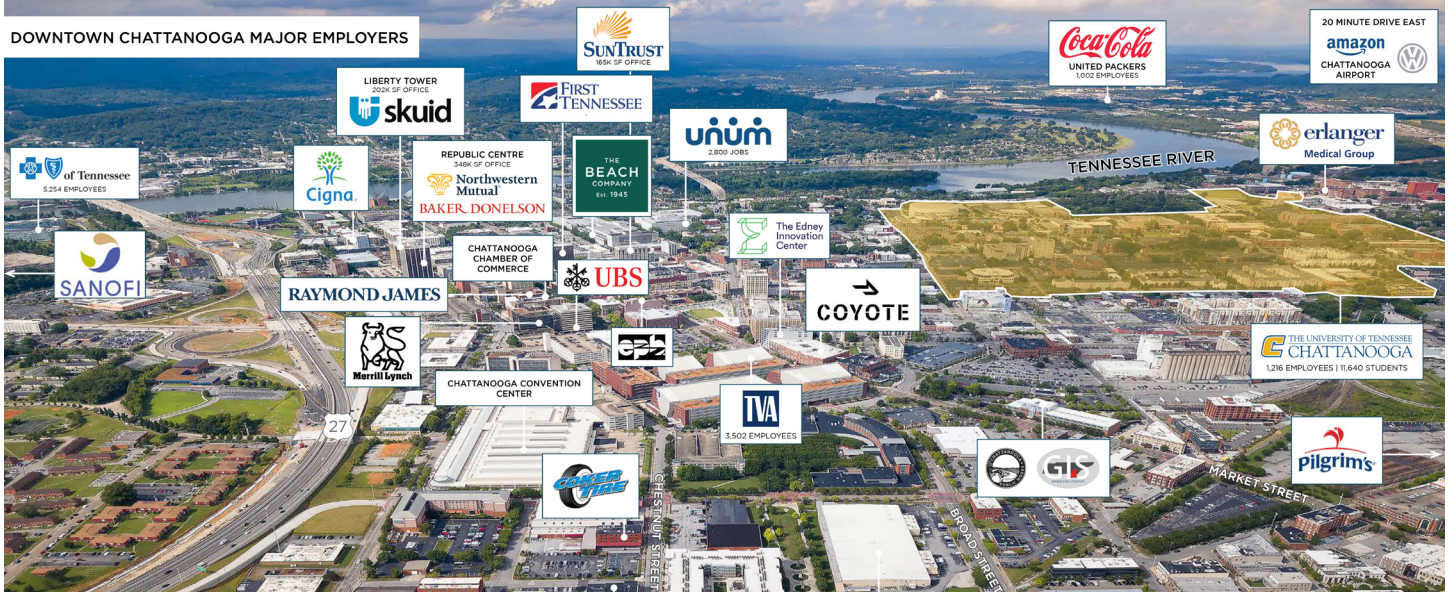 DOWNTOWN CHATTANOOGA MAJOR EMPLOYERS
SUNTRUST
165K SF OFFICE
Coca-Cola
UNITED PACKERS
1,002 EMPLOYEES
20 MINUTE DRIVE EAST
amazon
CHATTANOOGA
AIRPORT
LIBERTY TOWER
202K SF OFFICE
skuid
FIRST
TENNESSEE
unum
2,800 JOBS
erlanger
Medical Group
TENNESSEE RIVER
of Tennessee
5,254 EMPLOYEES
Cigna
REPUBLIC CENTRE
348K SF OFFICE
Northwestern
Mutual
BAKER DONELSON
THE
BEACH
COMPANY
Est. 1945
The Edney
Innovation
Center
SANOFI
CHATTANOOGA
CHAMBER OF
COMMERCE
UBS
RAYMOND JAMES
COYOTE
Merrill Lynch
EPB
THE UNIVERSITY OF TENNESSEE
CHATTANOOGA
1,216 EMPLOYEES | 11,640 STUDENTS
CHATTANOOGA CONVENTION
CENTER
TVA
3,502 EMPLOYEES
27
COKER
TIRE
GIS
Pilgrim's
MARKET STREET
CHESTNUT STREET
BROAD STREET